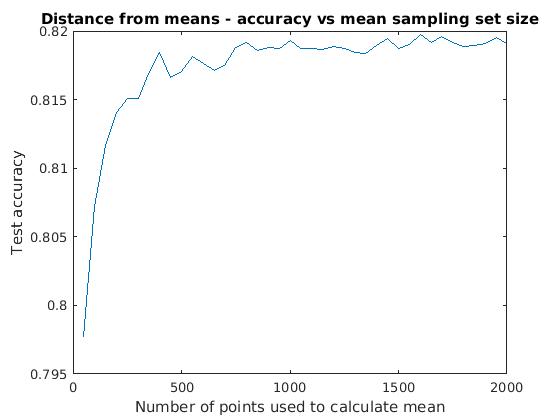 Distance from means - accuracy vs mean sampling set size
0.82
0.815
0.81
0.805
0.8
0.795
Test accuracy
0 500 1000 1500 2000
Number of points used to calculate mean